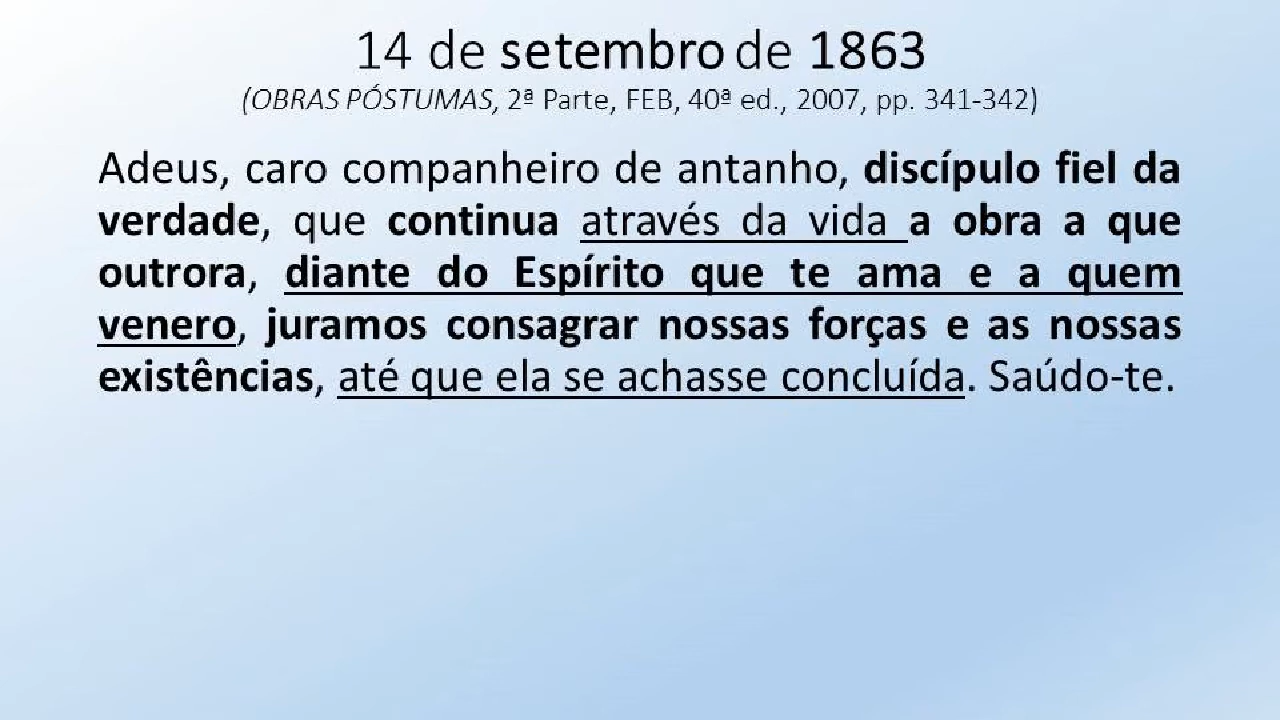 14 de setembro de 1863
(OBRAS PÓSTUMAS, 2ª Parte, FEB, 40ª ed., 2007, pp. 341-342)
Adeus, caro companheiro de antanho, discípulo fiel da
verdade, que continua através da vida a obra a que
outrora, diante do Espírito que te ama e a quem
venero, juramos consagrar nossas forças e as nossas
existências, até que ela se achasse concluída. Saúdo-te.